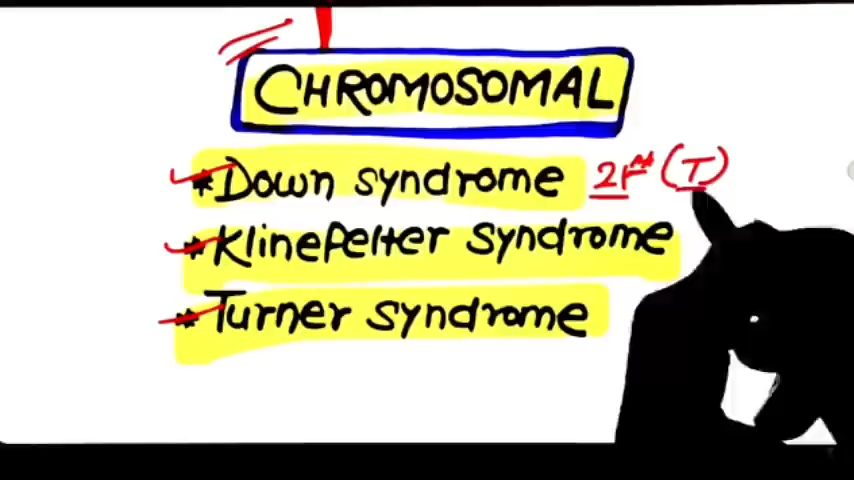 CHROMOSOMAL
*Down syndrome 21st (T)
*Klinefelter syndrome
*Turner syndrome